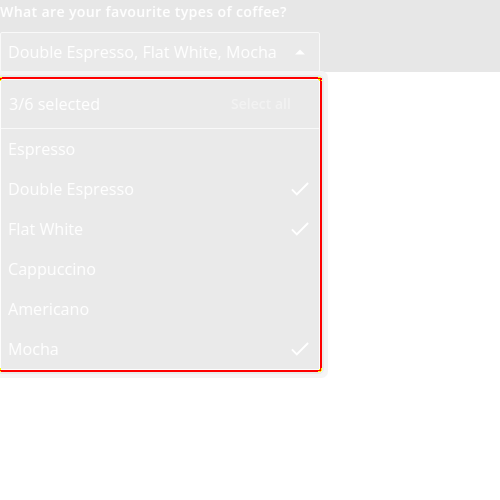 What are your favourite types of coffee?
Double Espresso, Flat White, Mocha
3/6 selected Select all
Espresso
Double Espresso
Flat White
Cappuccino
Americano
Mocha